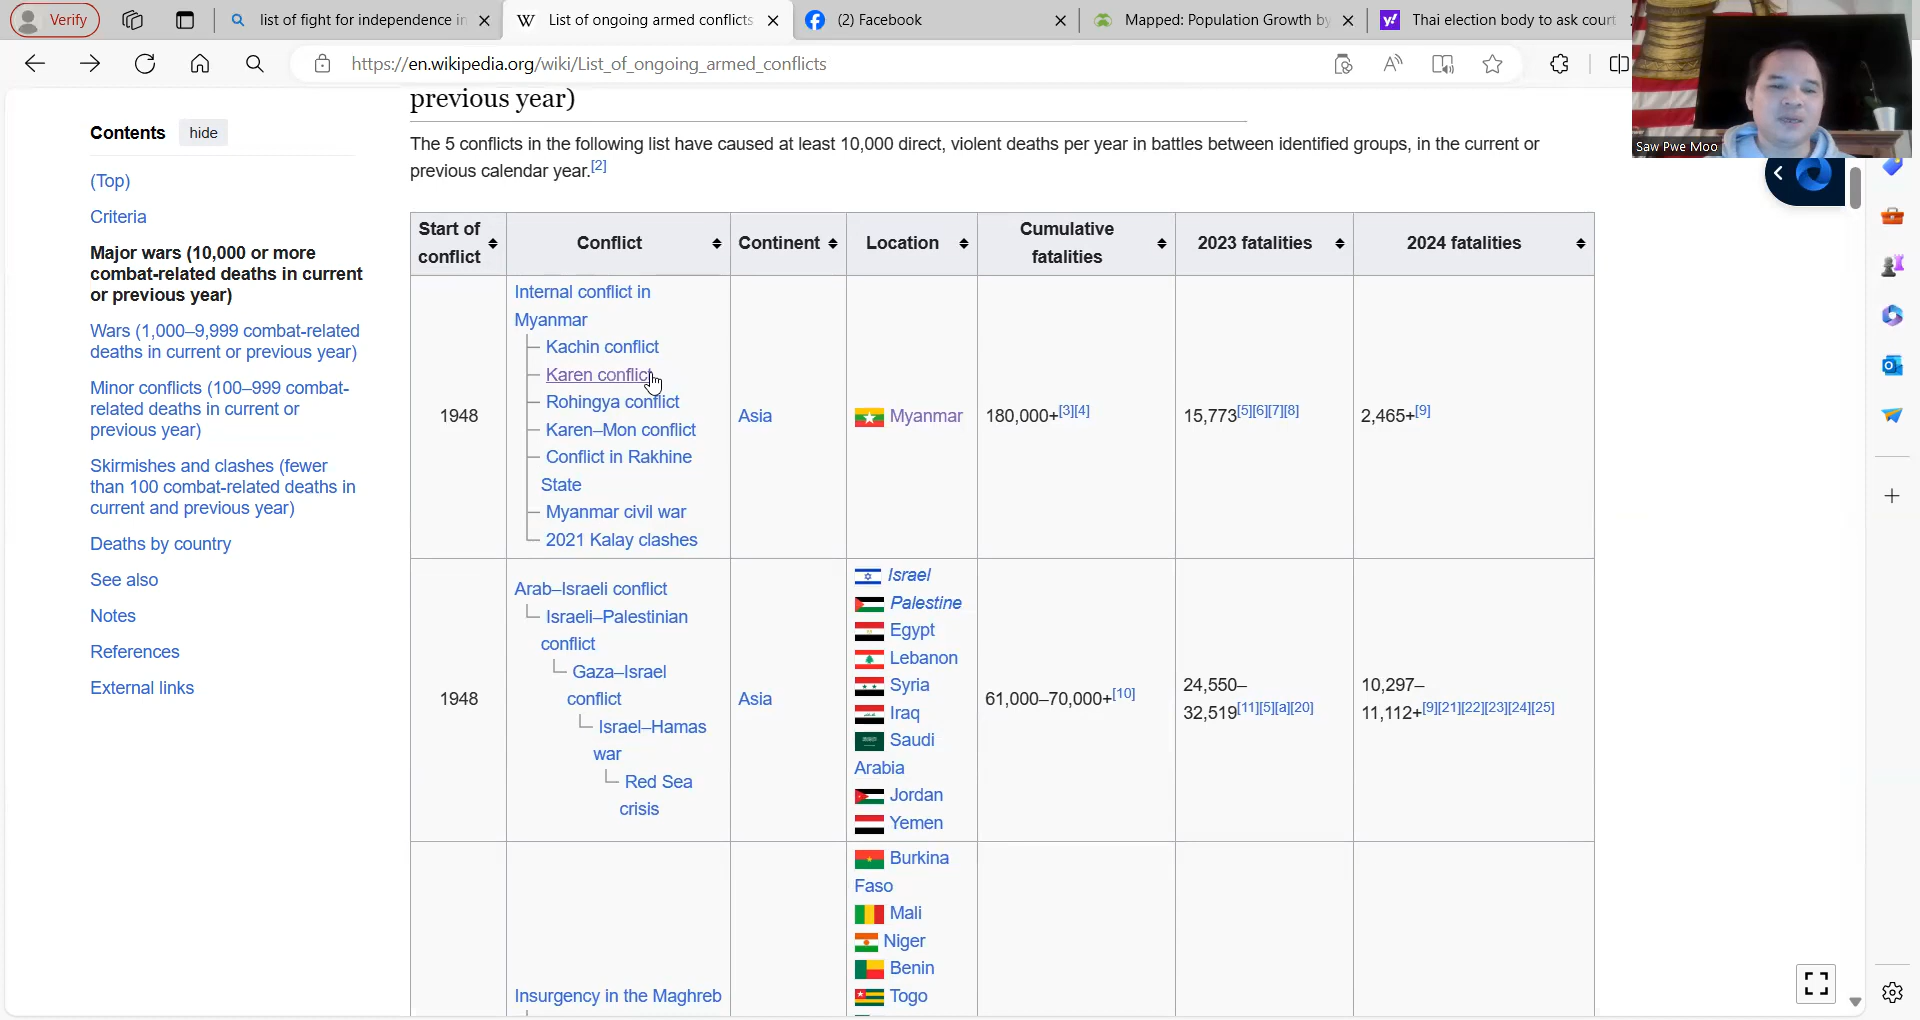 Verify
list of fight for independence in
List of ongoing armed conflicts
(2) Facebook
Mapped: Population Growth by
Thai election body to ask court
https://en.wikipedia.org/wiki/List_of_ongoing_armed_conflicts
Saw Pwe Moo
Contents hide
(Top)
Criteria
Major wars (10,000 or more
combat-related deaths in current
or previous year)
Wars (1,000–9,999 combat-related
deaths in current or previous year)
Minor conflicts (100–999 combat-
related deaths in current or
previous year)
Skirmishes and clashes (fewer
than 100 combat-related deaths in
current and previous year)
Deaths by country
See also
Notes
References
External links
previous year)
The 5 conflicts in the following list have caused at least 10,000 direct, violent deaths per year in battles between identified groups, in the current or
previous calendar year.[2]
Start of
conflict
Conflict
Continent
Location
Cumulative
fatalities
2023 fatalities
2024 fatalities
1948
Internal conflict in
Myanmar
Kachin conflict
Karen conflict
Rohingya conflict
Karen–Mon conflict
Conflict in Rakhine
State
Myanmar civil war
2021 Kalay clashes
Asia
Myanmar
180,000+[3][4]
15,773[5][6][7][8]
2,465+[9]
1948
Arab–Israeli conflict
Israeli–Palestinian
conflict
Gaza–Israel
conflict
Israel–Hamas
war
Red Sea
crisis
Asia
Israel
Palestine
Egypt
Lebanon
Syria
Iraq
Saudi
Arabia
Jordan
Yemen
61,000–70,000+[10]
24,550–
32,519[11][5][a][20]
10,297–
11,112+[9][21][22][23][24][25]
Insurgency in the Maghreb
Burkina
Faso
Mali
Niger
Benin
Togo